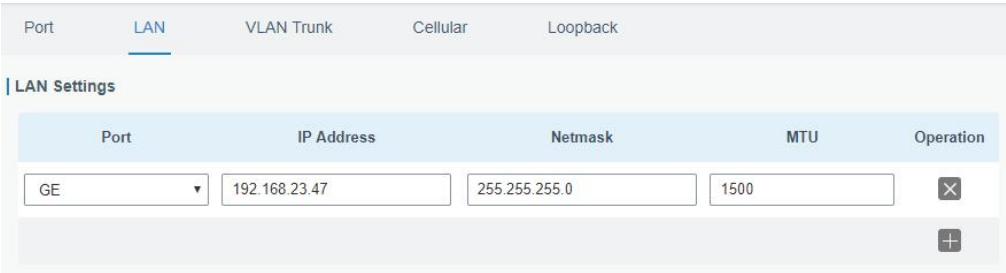 Port LAN VLAN Trunk Cellular Loopback
LAN Settings
Port IP Address Netmask MTU Operation
GE 192.168.23.47 255.255.255.0 1500